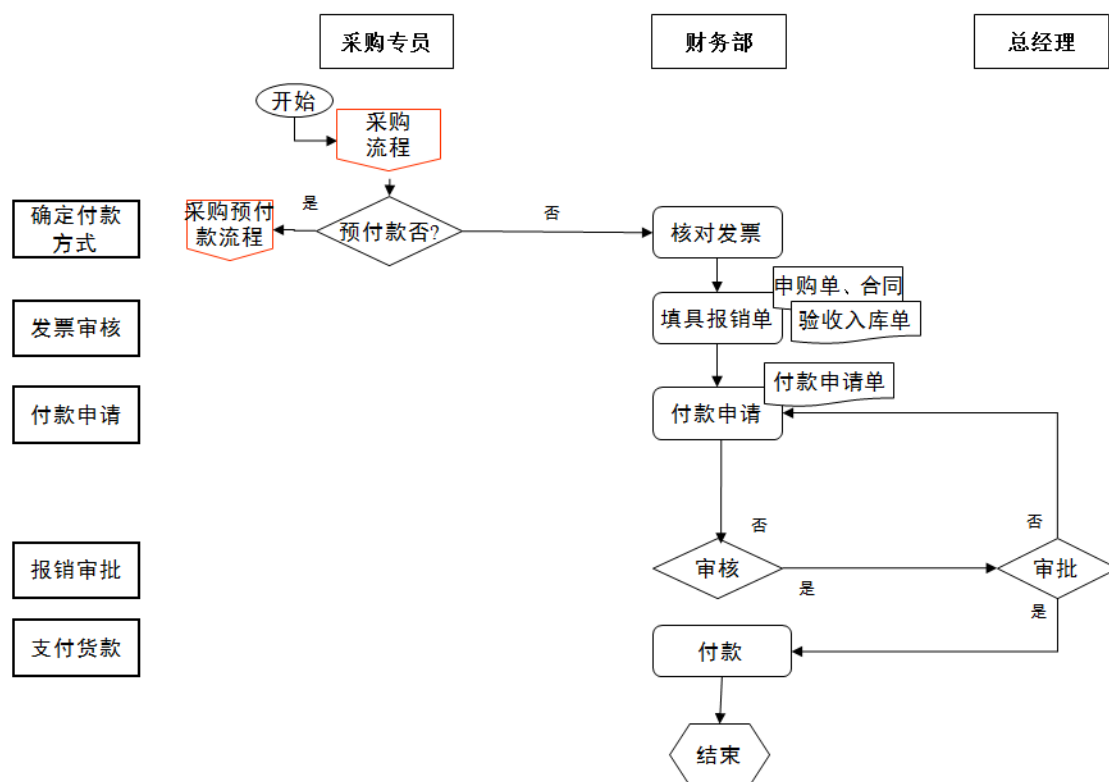 采购专员
财务部
总经理
开始
采购
流程
确定付款
方式
是
采购预付
款流程
预付款否?
否
核对发票
申购单、合同
发票审核
填具报销单
验收入库单
付款申请单
付款申请
付款申请
否
否
报销审批
审核
是
审批
是
支付货款
付款
结束